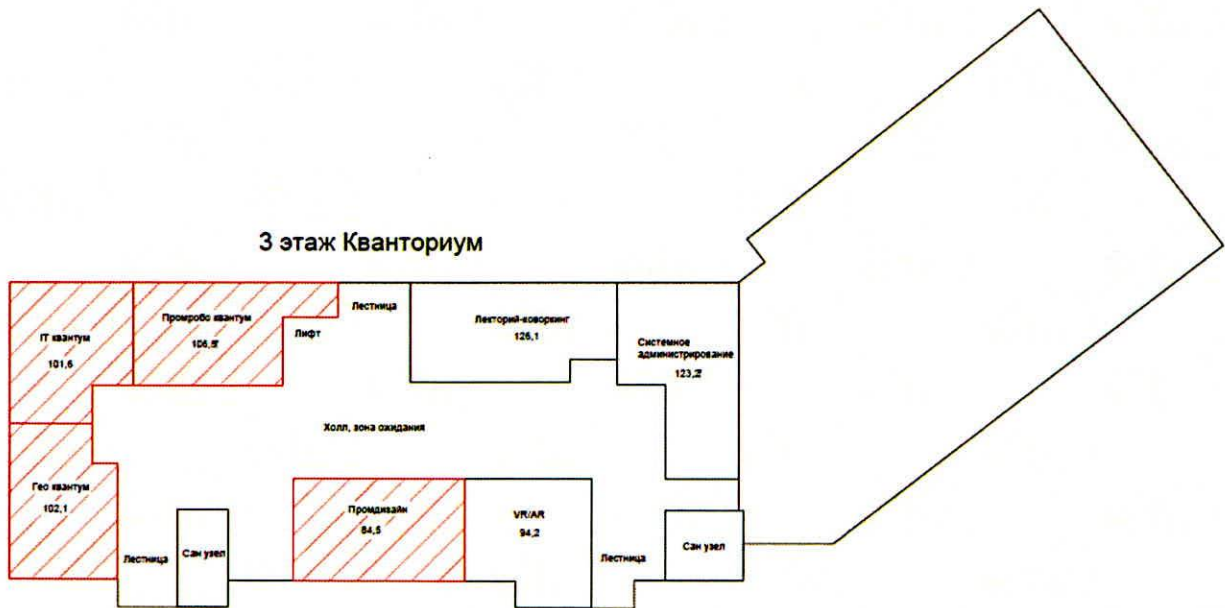 3 этаж Кванториум
Лестница
Промробо квантум
106,5
Лекторий-коворкинг
126,1
Лифт
IT квантум
101,6
Системное
администрирование
123,2
Холл, зона ожидания
Гео квантум
102,1
Промдизайн
84,5
VR/AR
94,2
Лестница
Сан узел
Лестница
Сан узел